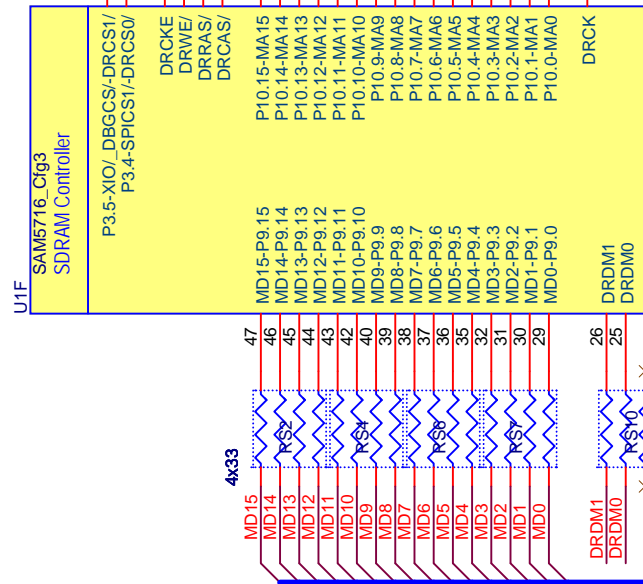 U1F
SAM5716_Cfg3
SDRAM Controller
P3.5-XIO/_DBGCS/-DRCS1/
P3.4-SPICS1/-DRCS0/
DRCKE
DRWE/
DRRAS/
DRCAS/
P10.15-MA15
P10.14-MA14
P10.13-MA13
P10.12-MA12
P10.11-MA11
P10.10-MA10
P10.9-MA9
P10.8-MA8
P10.7-MA7
P10.6-MA6
P10.5-MA5
P10.4-MA4
P10.3-MA3
P10.2-MA2
P10.1-MA1
P10.0-MA0
DRCK
MD15-P9.15
MD14-P9.14
MD13-P9.13
MD12-P9.12
MD11-P9.11
MD10-P9.10
MD9-P9.9
MD8-P9.8
MD7-P9.7
MD6-P9.6
MD5-P9.5
MD4-P9.4
MD3-P9.3
MD2-P9.2
MD1-P9.1
MD0-P9.0
DRDM1
DRDM0
47
46
45
44
43
42
40
39
38
37
36
35
32
31
30
29
26
25
4x33
RS2
RS4
RS6
RS7
RS10
MD15
MD14
MD13
MD12
MD11
MD10
MD9
MD8
MD7
MD6
MD5
MD4
MD3
MD2
MD1
MD0
DRDM1
DRDM0